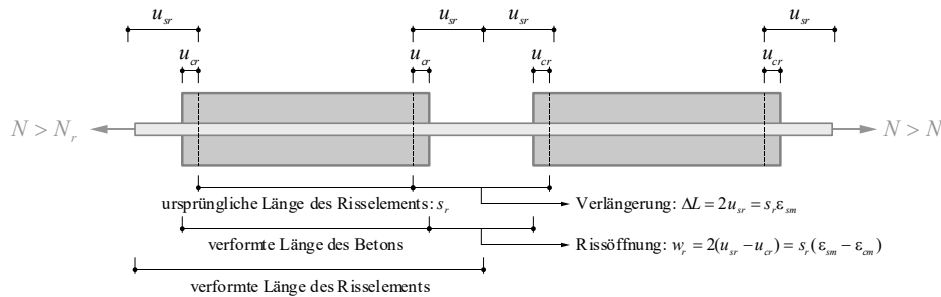 u_sr u_sr u_sr u_sr
u_cr u_cr u_cr u_cr
N > N_r N > N
ursprüngliche Länge des Risselements: s_r
Verlängerung: ΔL = 2u_sr = s_r ε_sm
verformte Länge des Betons
Rissöffnung: w_r = 2(u_sr − u_cr) = s_r(ε_sm − ε_cm)
verformte Länge des Risselements